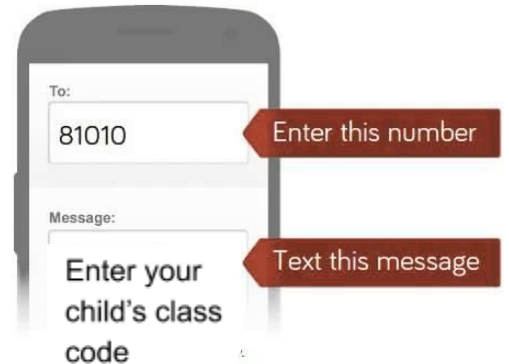 To:
81010
Enter this number
Message:
Enter your
child's class
code
Text this message